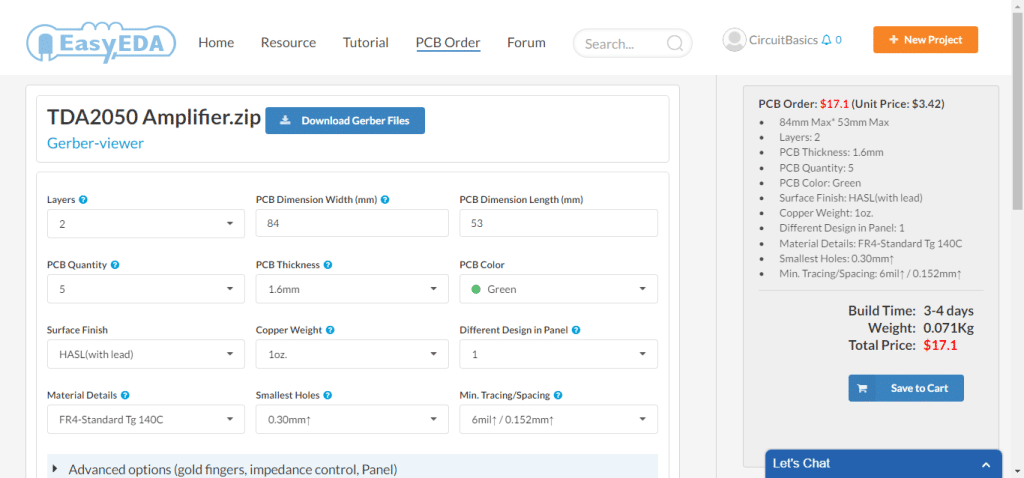 EasyEDA
Home Resource Tutorial PCB Order Forum Search... CircuitBasics 0 + New Project
TDA2050 Amplifier.zip Download Gerber Files
Gerber-viewer
Layers ? PCB Dimension Width (mm) ? PCB Dimension Length (mm)
2 84 53
PCB Quantity ? PCB Thickness ? PCB Color
5 1.6mm Green
Surface Finish Copper Weight ? Different Design in Panel ?
HASL(with lead) 1oz. 1
Material Details ? Smallest Holes ? Min. Tracing/Spacing ?
FR4-Standard Tg 140C 0.30mm↑ 6mil↑ / 0.152mm↑
Advanced options (gold fingers, impedance control, Panel)
PCB Order: $17.1 (Unit Price: $3.42)
• 84mm Max* 53mm Max
• Layers: 2
• PCB Thickness: 1.6mm
• PCB Quantity: 5
• PCB Color: Green
• Surface Finish: HASL(with lead)
• Copper Weight: 1oz.
• Different Design in Panel: 1
• Material Details: FR4-Standard Tg 140C
• Smallest Holes: 0.30mm↑
• Min. Tracing/Spacing: 6mil↑ / 0.152mm↑
Build Time: 3-4 days
Weight: 0.071Kg
Total Price: $17.1
Save to Cart
Let's Chat